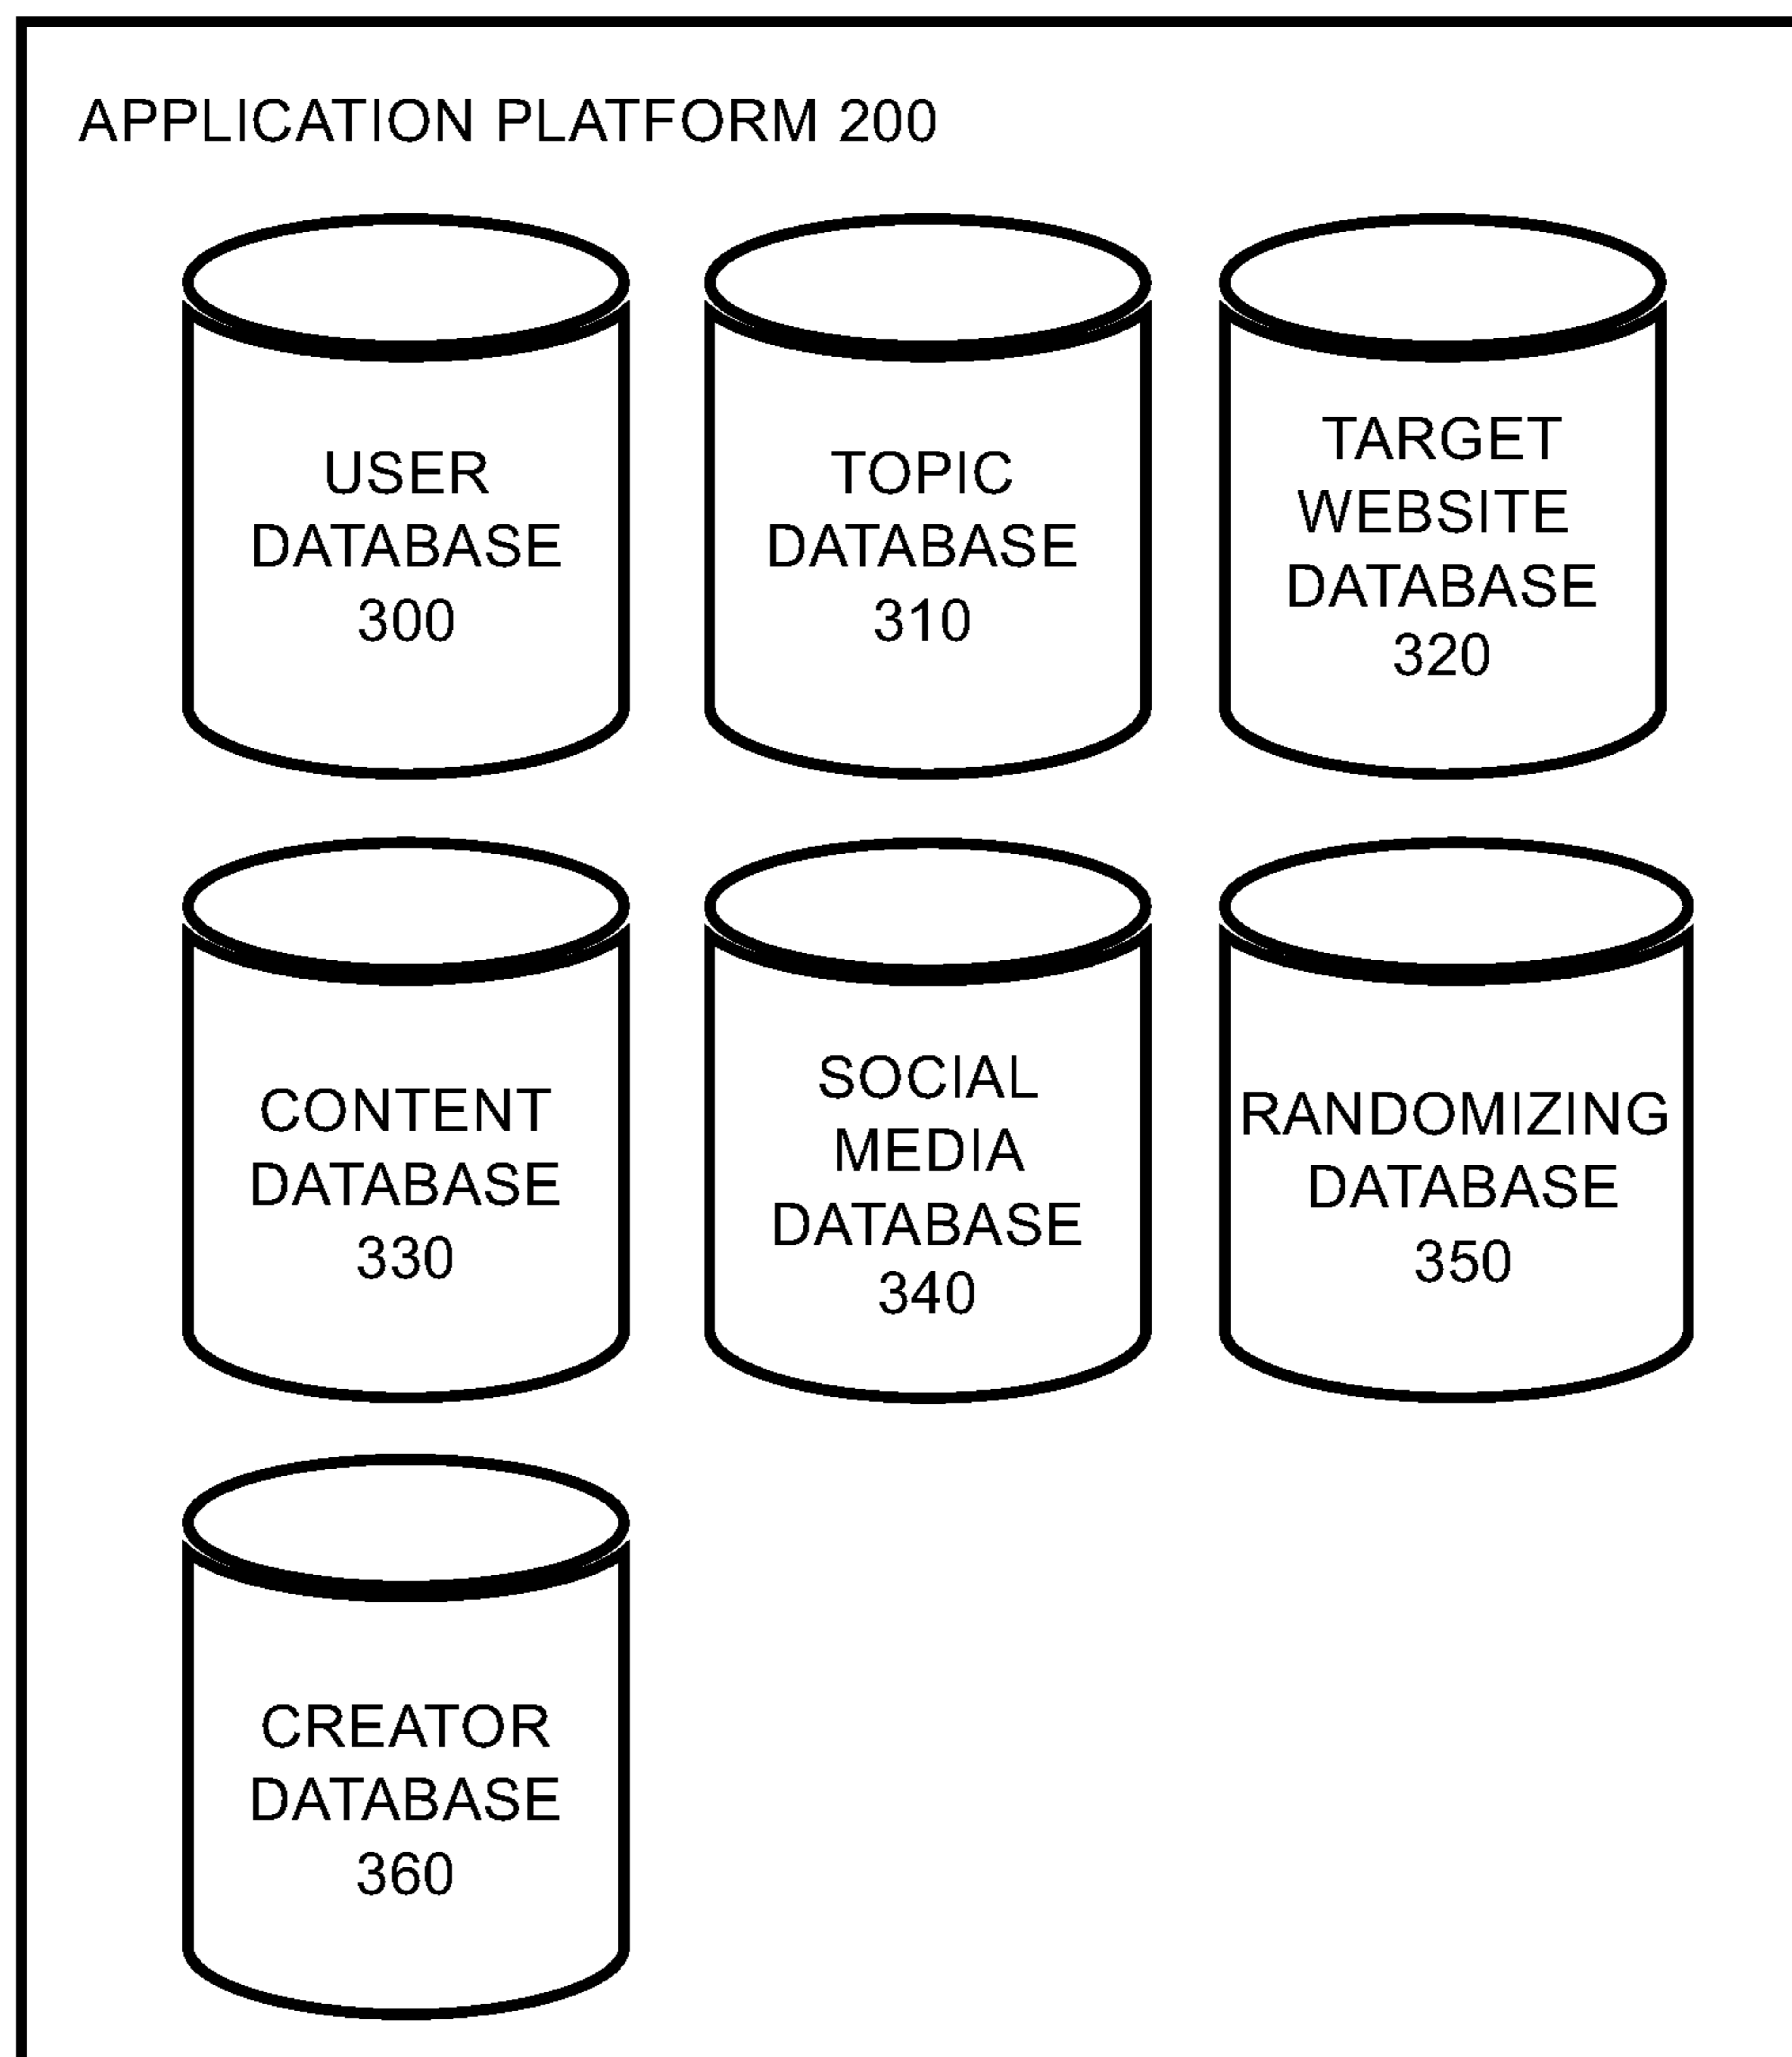 APPLICATION PLATFORM 200
USER
DATABASE
300
TOPIC
DATABASE
310
TARGET
WEBSITE
DATABASE
320
CONTENT
DATABASE
330
SOCIAL
MEDIA
DATABASE
340
RANDOMIZING
DATABASE
350
CREATOR
DATABASE
360